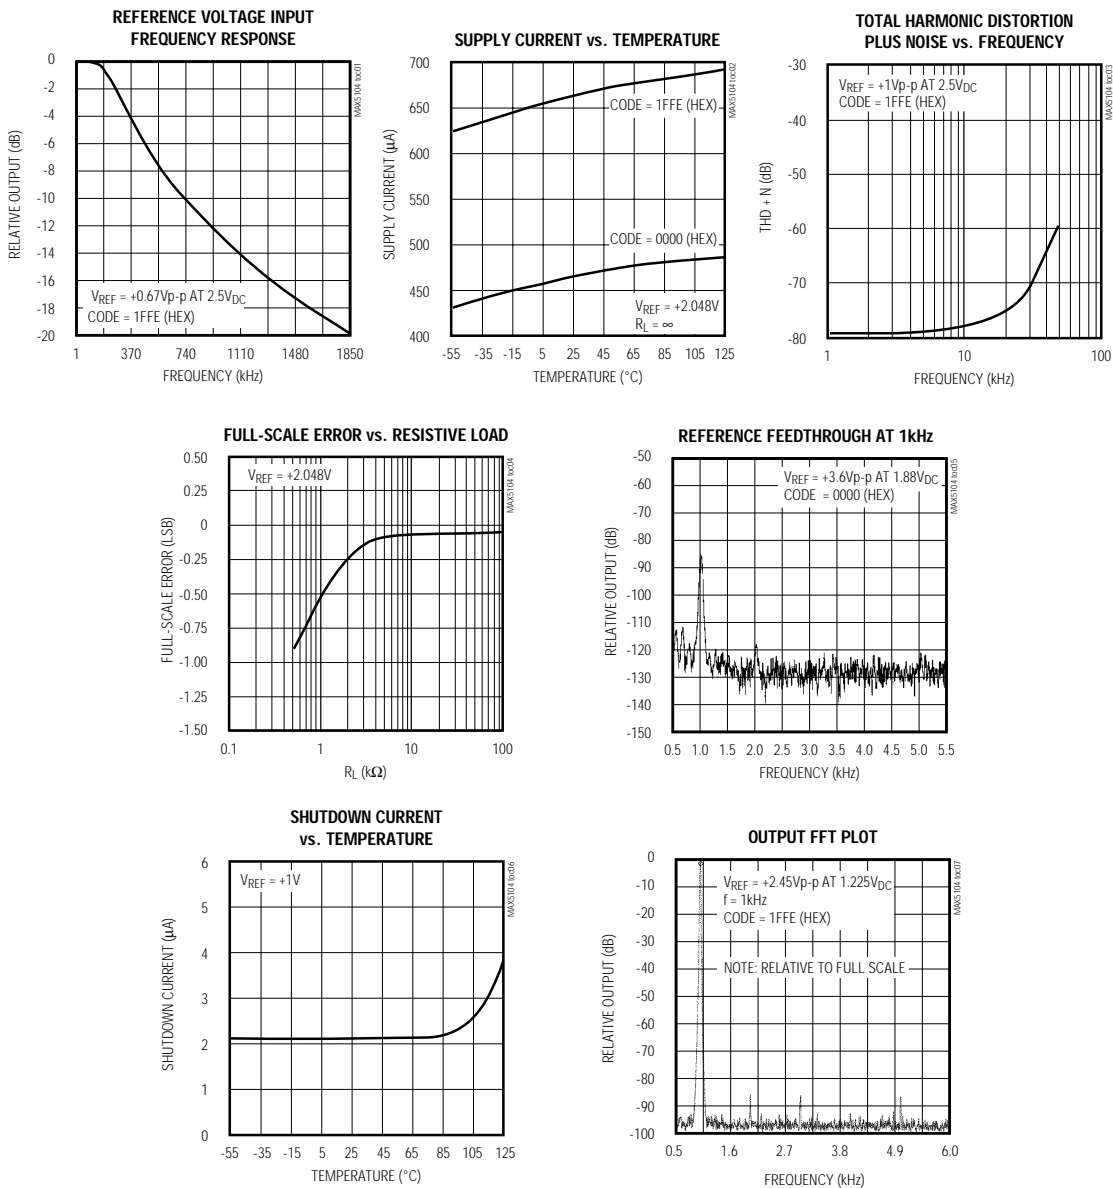 REFERENCE VOLTAGE INPUT
FREQUENCY RESPONSE
RELATIVE OUTPUT (dB)
0
-2
-4
-6
-8
-10
-12
-14
-16
-18
-20
MAX5104 toc01
VREF = +0.67Vp-p AT 2.5VDC
CODE = 1FFE (HEX)
1 370 740 1110 1480 1850
FREQUENCY (kHz)
SUPPLY CURRENT vs. TEMPERATURE
SUPPLY CURRENT (μA)
700
650
600
550
500
450
400
MAX5104 toc02
CODE = 1FFE (HEX)
CODE = 0000 (HEX)
VREF = +2.048V
RL = ∞
-55 -35 -15 5 25 45 65 85 105 125
TEMPERATURE (°C)
TOTAL HARMONIC DISTORTION
PLUS NOISE vs. FREQUENCY
THD + N (dB)
-30
-40
-50
-60
-70
-80
MAX5104 toc03
VREF = +1Vp-p AT 2.5VDC
CODE = 1FFE (HEX)
1 10 100
FREQUENCY (kHz)
FULL-SCALE ERROR vs. RESISTIVE LOAD
FULL-SCALE ERROR (LSB)
0.50
0.25
0
-0.25
-0.50
-0.75
-1.00
-1.25
-1.50
MAX5104 toc04
VREF = +2.048V
0.1 1 10 100
RL (kΩ)
REFERENCE FEEDTHROUGH AT 1kHz
RELATIVE OUTPUT (dB)
-50
-60
-70
-80
-90
-100
-110
-120
-130
-140
-150
MAX5104 toc05
VREF = +3.6Vp-p AT 1.88VDC
CODE = 0000 (HEX)
0.5 1.0 1.5 2.0 2.5 3.0 3.5 4.0 4.5 5.0 5.5
FREQUENCY (kHz)
SHUTDOWN CURRENT
vs. TEMPERATURE
SHUTDOWN CURRENT (μA)
6
5
4
3
2
1
0
MAX5104 toc06
VREF = +1V
-55 -35 -15 5 25 45 65 85 105 125
TEMPERATURE (°C)
OUTPUT FFT PLOT
RELATIVE OUTPUT (dB)
0
-10
-20
-30
-40
-50
-60
-70
-80
-90
-100
MAX5104 toc07
VREF = +2.45Vp-p AT 1.225VDC
f = 1kHz
CODE = 1FFE (HEX)
NOTE: RELATIVE TO FULL SCALE
0.5 1.6 2.7 3.8 4.9 6.0
FREQUENCY (kHz)